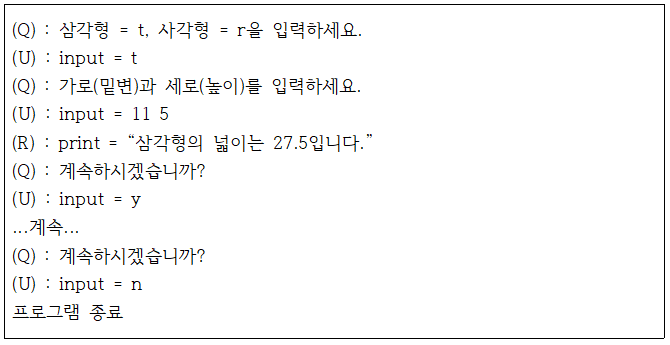 (Q) : 삼각형 = t, 사각형 = r을 입력하세요.
(U) : input = t
(Q) : 가로(밑변)과 세로(높이)를 입력하세요.
(U) : input = 11 5
(R) : print = “삼각형의 넓이는 27.5입니다.”
(Q) : 계속하시겠습니까?
(U) : input = y
...계속...
(Q) : 계속하시겠습니까?
(U) : input = n
프로그램 종료